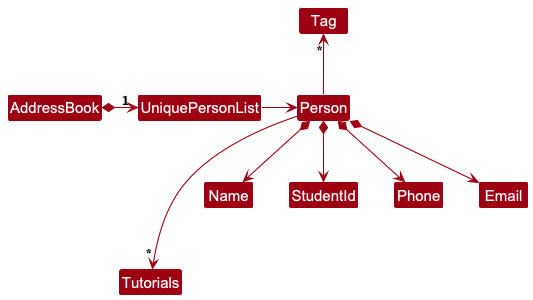 Tag
*
AddressBook
1
UniquePersonList
Person
Name
StudentId
Phone
Email
*
Tutorials